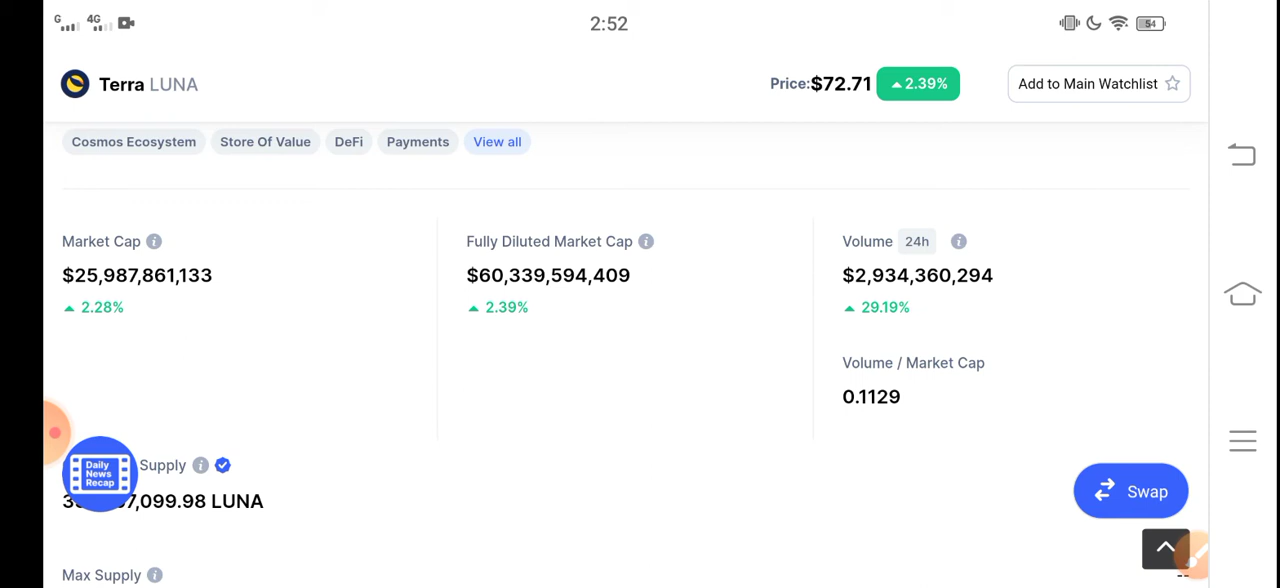 G 4G 2:52 54
Terra LUNA Price:$72.71 2.39% Add to Main Watchlist
Cosmos Ecosystem Store Of Value DeFi Payments View all
Market Cap Fully Diluted Market Cap Volume 24h
$25,987,861,133 $60,339,594,409 $2,934,360,294
2.28% 2.39% 29.19%
Volume / Market Cap
0.1129
Daily
News
Recap
Supply
7,099.98 LUNA
Swap
Max Supply --